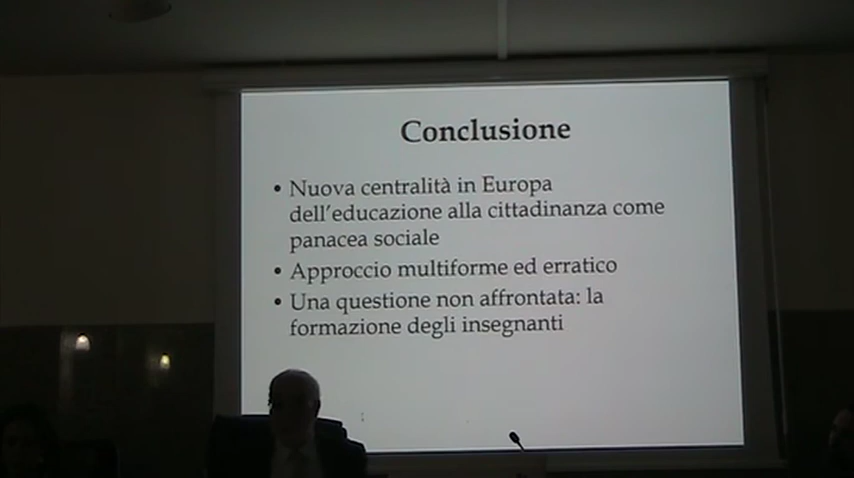 Conclusione
• Nuova centralità in Europa
dell'educazione alla cittadinanza come
panacea sociale
• Approccio multiforme ed erratico
• Una questione non affrontata: la
formazione degli insegnanti